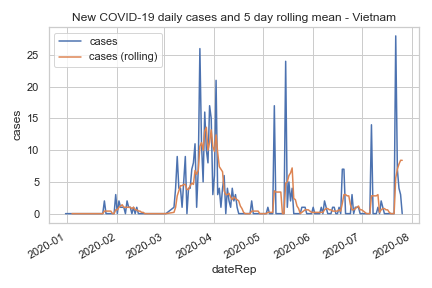 New COVID-19 daily cases and 5 day rolling mean - Vietnam
cases
cases (rolling)
25
20
15
10
5
0
cases
2020-01
2020-02
2020-03
2020-04
2020-05
2020-06
2020-07
2020-08
dateRep